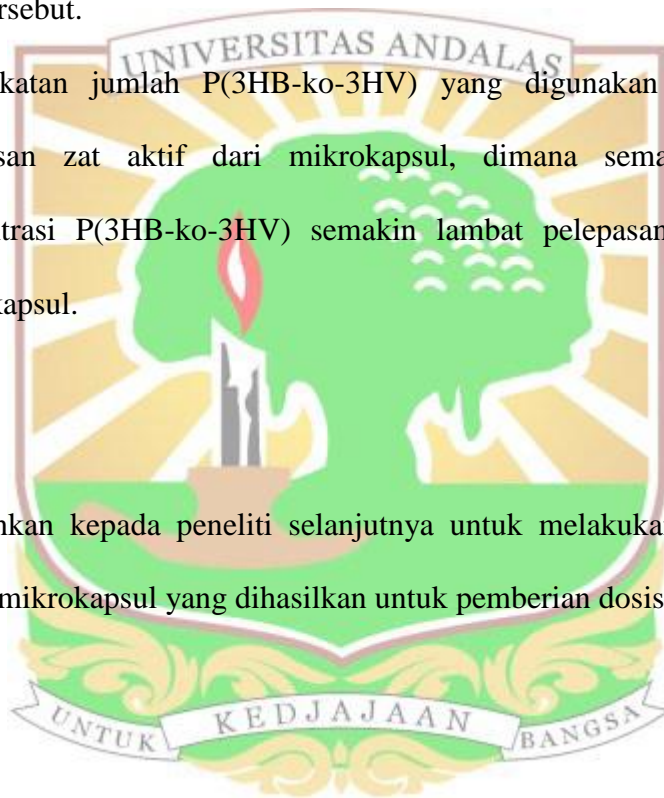 rsebut.
UNIVERSITAS ANDALAS
katan jumlah P(3HB-ko-3HV) yang digunakan
san zat aktif dari mikrokapsul, dimana sema
trasi P(3HB-ko-3HV) semakin lambat pelepasan
kapsul.
nkan kepada peneliti selanjutnya untuk melakukan
mikrokapsul yang dihasilkan untuk pemberian dosis
UNTUK KEDJAJAAN BANGSA